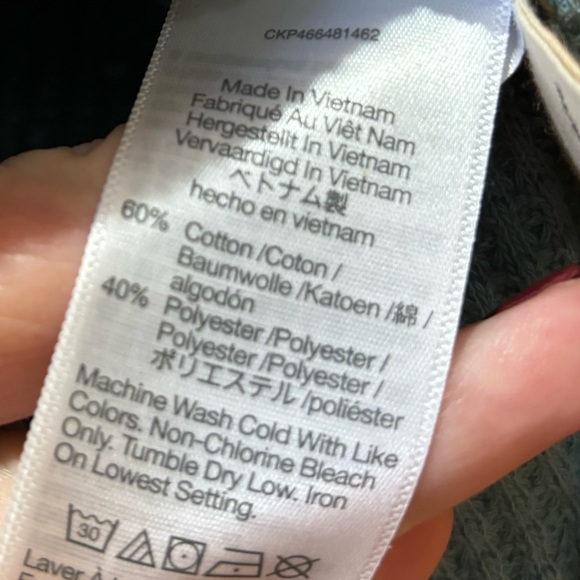 CKP466481462
Made In Vietnam
Fabriqué Au Viêt Nam
Hergestellt In Vietnam
Vervaardigd In Vietnam
ベトナム製
hecho en vietnam
60% Cotton /Coton /
Baumwolle /Katoen /綿 /
algodón
40% Polyester /Polyester /
Polyester /Polyester /
ポリエステル /poliéster
Machine Wash Cold With Like
Colors. Non-Chlorine Bleach
Only. Tumble Dry Low. Iron
On Lowest Setting.
30
Laver